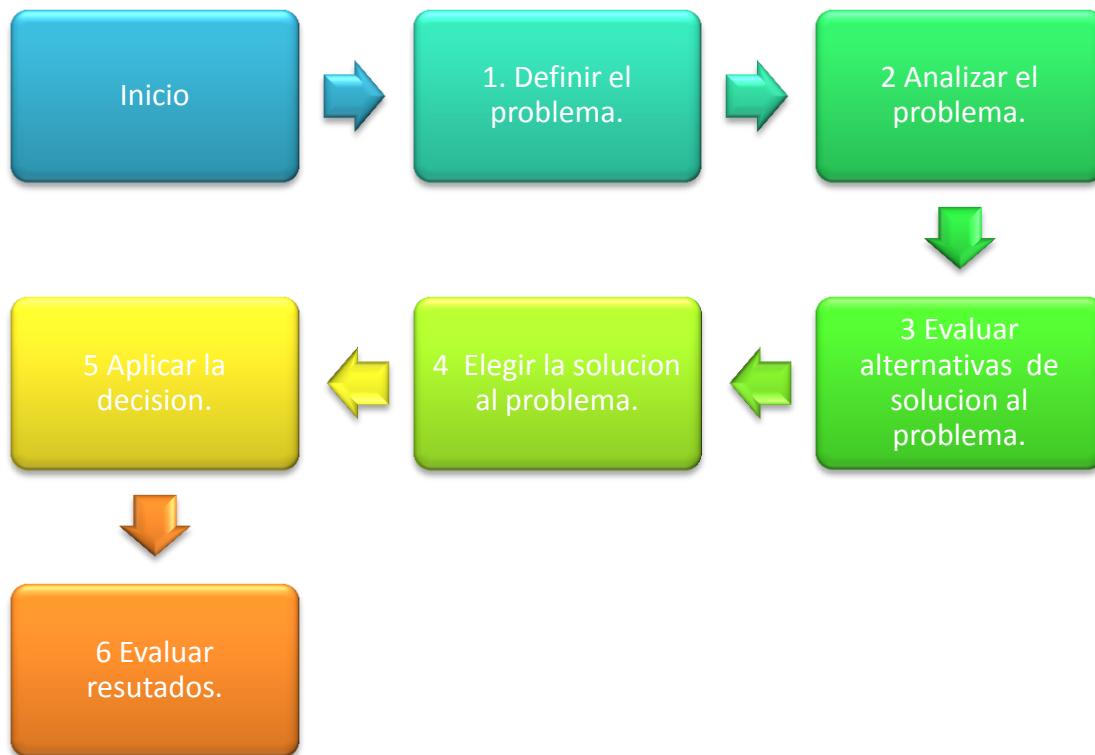 Inicio
1. Definir el
problema.
2 Analizar el
problema.
3 Evaluar
alternativas de
solucion al
problema.
4 Elegir la solucion
al problema.
5 Aplicar la
decision.
6 Evaluar
resutados.